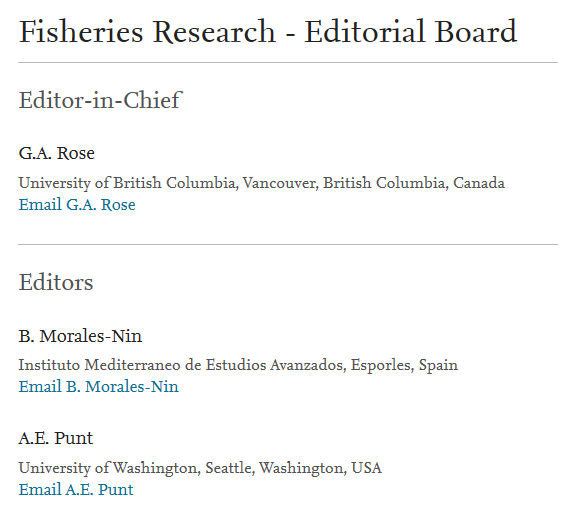 Fisheries Research - Editorial Board
Editor-in-Chief
G.A. Rose
University of British Columbia, Vancouver, British Columbia, Canada
Email G.A. Rose
Editors
B. Morales-Nin
Instituto Mediterraneo de Estudios Avanzados, Esporles, Spain
Email B. Morales-Nin
A.E. Punt
University of Washington, Seattle, Washington, USA
Email A.E. Punt